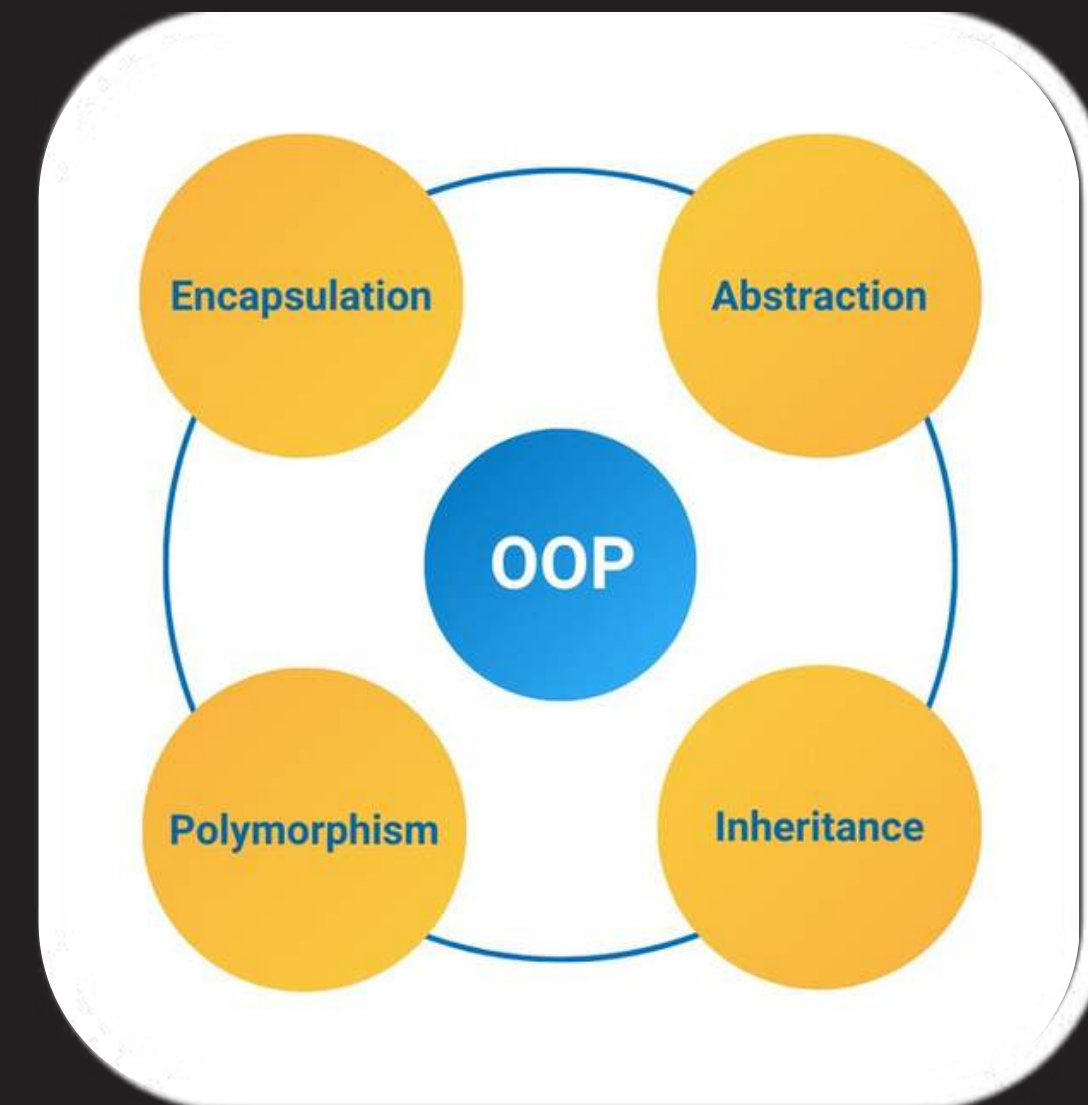 Encapsulation
Abstraction
OOP
Polymorphism
Inheritance